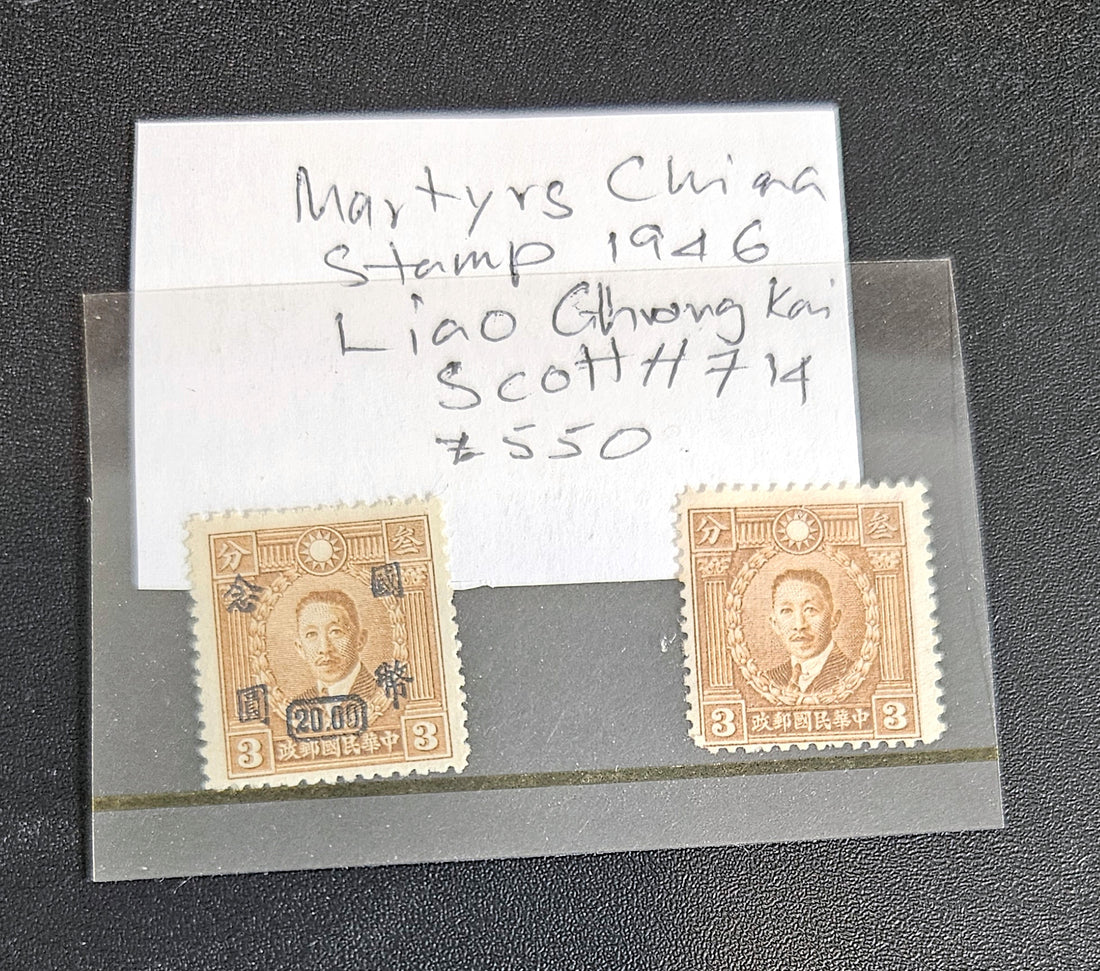 Martyrs China
Stamp 1946
Liao Chwong Kai
Scott # 714
550
分 叁
念 國
圓 幣
20.00
3 政郵國民華中 3
分 叁
3 政郵國民華中 3